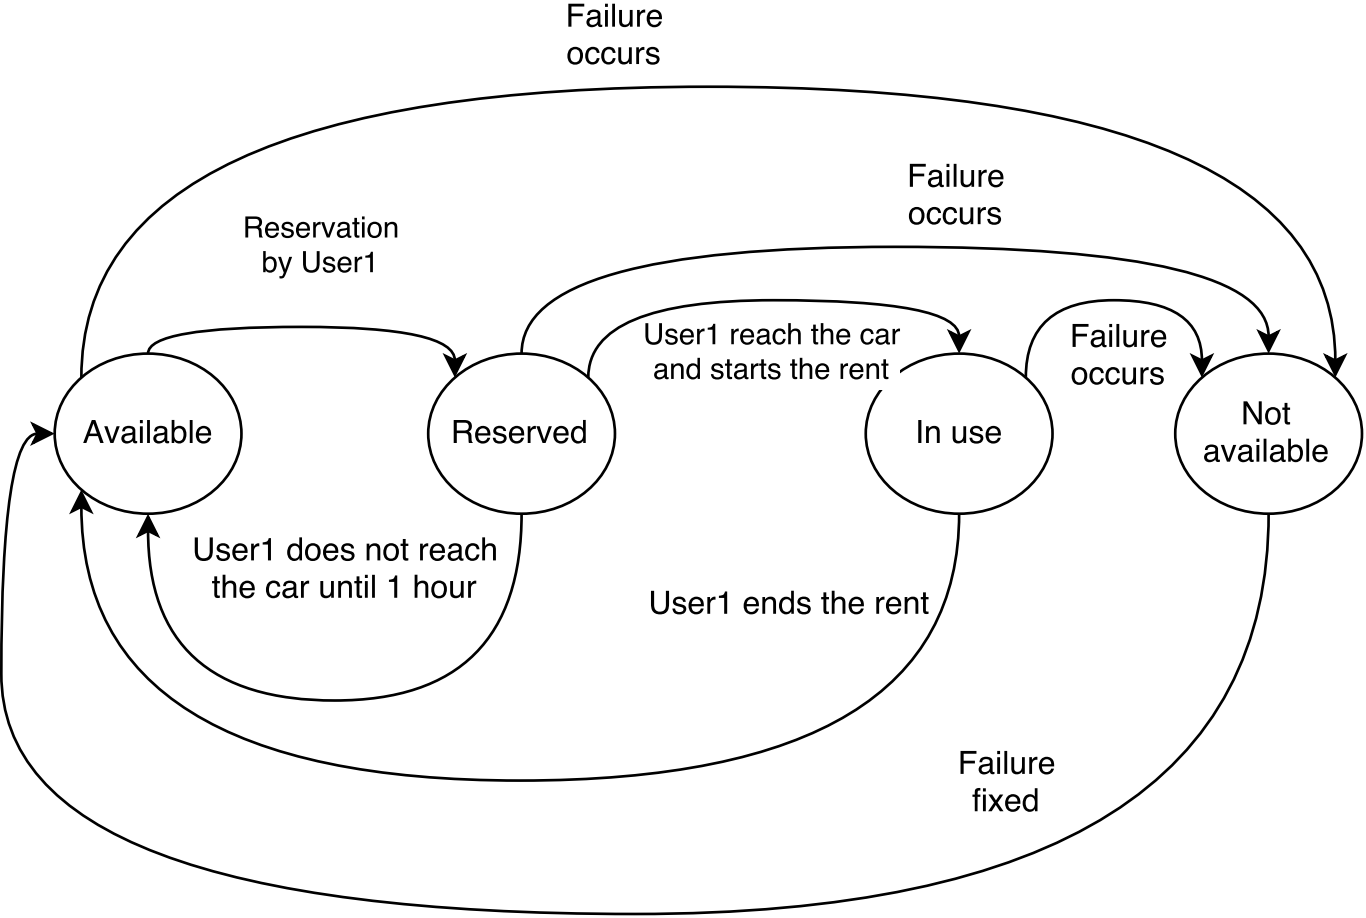 Failure
occurs
Failure
occurs
Reservation
by User1
User1 reach the car
and starts the rent
Failure
occurs
Available
Reserved
In use
Not
available
User1 does not reach
the car until 1 hour
User1 ends the rent
Failure
fixed